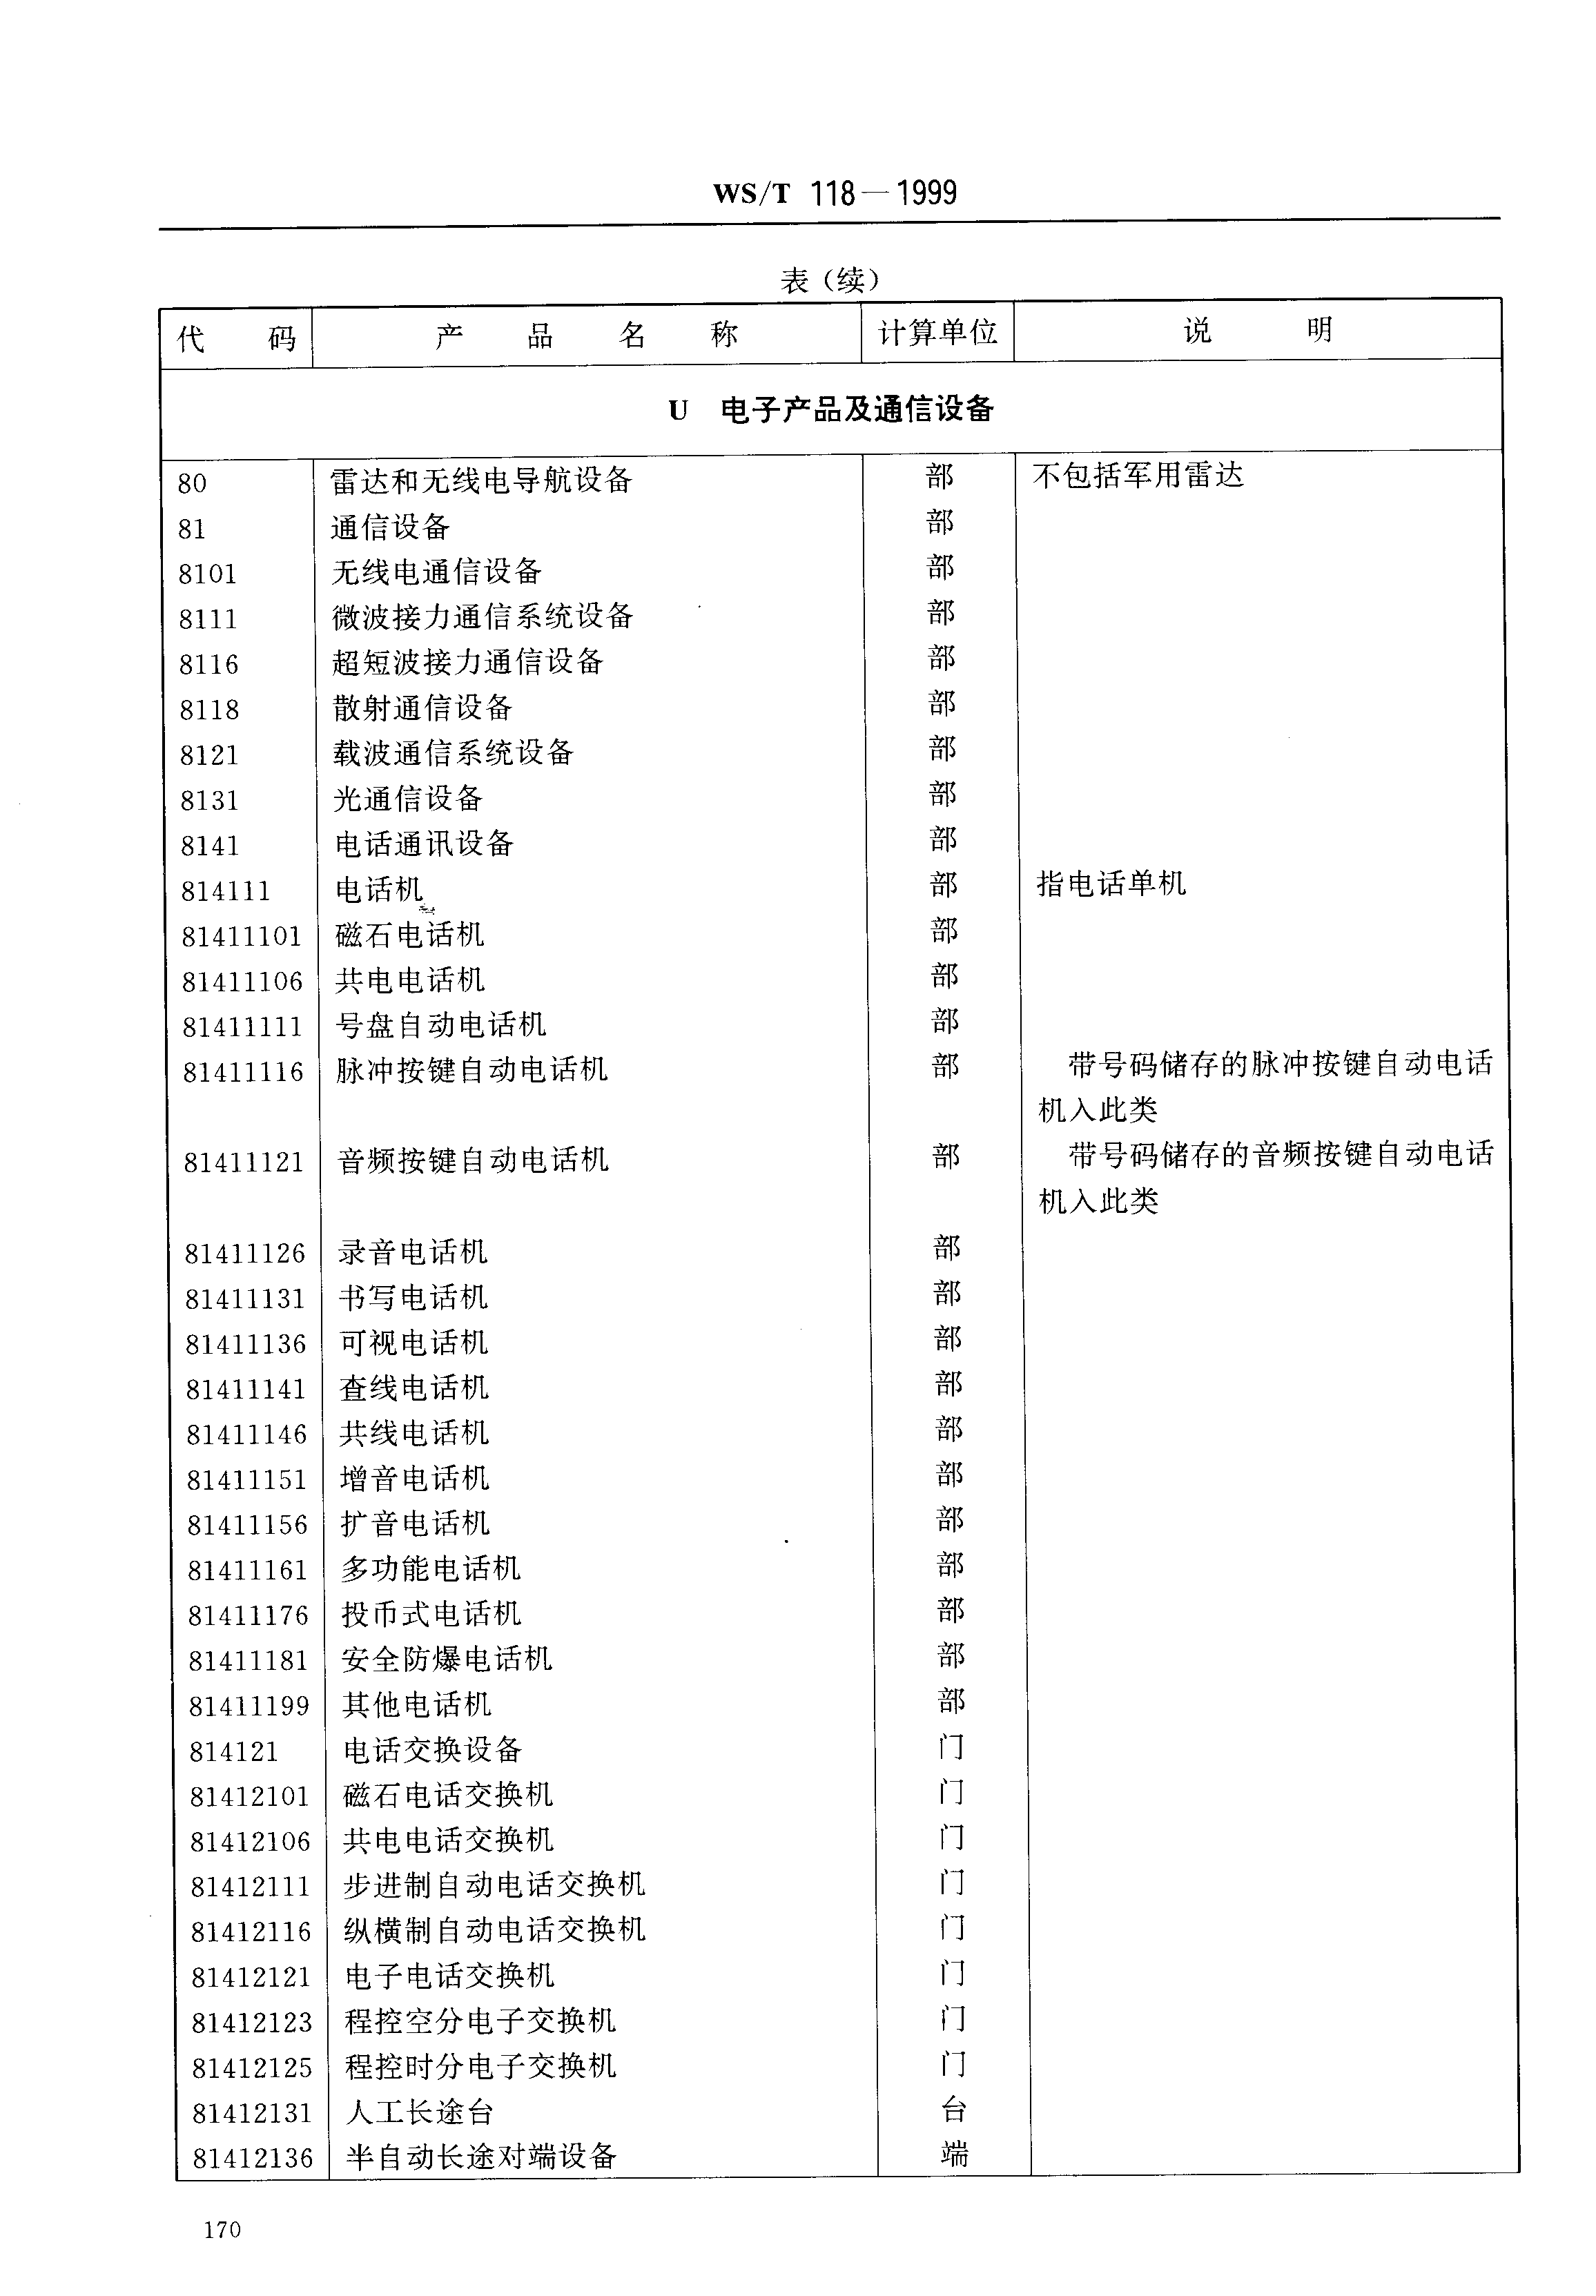 WS/T 118—1999
表（续）
代 码 产 品 名 称 计算单位 说 明
U 电子产品及通信设备
80 雷达和无线电导航设备 部 不包括军用雷达
81 通信设备 部
8101 无线电通信设备 部
8111 微波接力通信系统设备 部
8116 超短波接力通信设备 部
8118 散射通信设备 部
8121 载波通信系统设备 部
8131 光通信设备 部
8141 电话通讯设备 部
814111 电话机 部 指电话单机
81411101 磁石电话机 部
81411106 共电电话机 部
81411111 号盘自动电话机 部
81411116 脉冲按键自动电话机 部 带号码储存的脉冲按键自动电话
机入此类
81411121 音频按键自动电话机 部 带号码储存的音频按键自动电话
机入此类
81411126 录音电话机 部
81411131 书写电话机 部
81411136 可视电话机 部
81411141 查线电话机 部
81411146 共线电话机 部
81411151 增音电话机 部
81411156 扩音电话机 部
81411161 多功能电话机 部
81411176 投币式电话机 部
81411181 安全防爆电话机 部
81411199 其他电话机 部
814121 电话交换设备 门
81412101 磁石电话交换机 门
81412106 共电电话交换机 门
81412111 步进制自动电话交换机 门
81412116 纵横制自动电话交换机 门
81412121 电子电话交换机 门
81412123 程控空分电子交换机 门
81412125 程控时分电子交换机 门
81412131 人工长途台 台
81412136 半自动长途对端设备 端
170